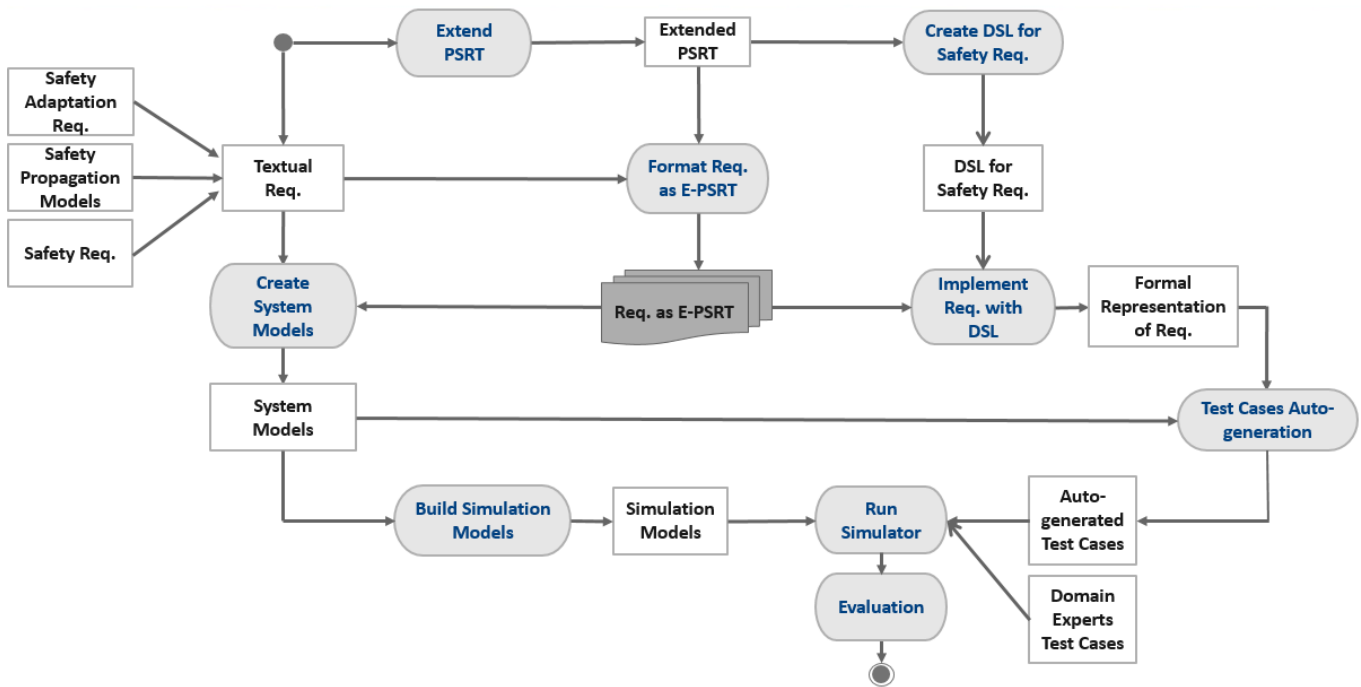 Extend
PSRT
Extended
PSRT
Create DSL for
Safety Req.
Safety
Adaptation
Req.
Safety
Propagation
Models
Safety Req.
Textual
Req.
Format Req.
as E-PSRT
DSL for
Safety Req.
Create
System
Models
Req. as E-PSRT
Implement
Req. with
DSL
Formal
Representation
of Req.
System
Models
Test Cases Auto-
generation
Build Simulation
Models
Simulation
Models
Run
Simulator
Auto-
generated
Test Cases
Evaluation
Domain
Experts
Test Cases